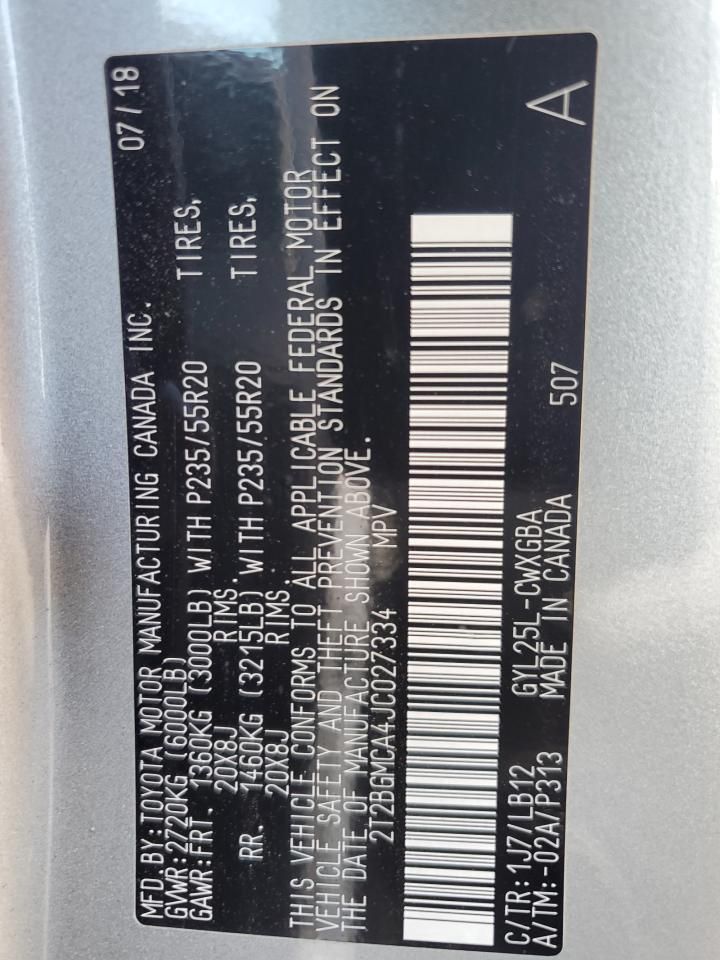 MFD.BY:TOYOTA MOTOR MANUFACTURING CANADA INC. 07/18
GVWR:2720KG (6000LB)
GAWR:FRT. 1360KG (3000LB) WITH P235/55R20 TIRES,
20X8J RIMS.
RR. 1460KG (3215LB) WITH P235/55R20 TIRES,
20X8J RIMS.
THIS VEHICLE CONFORMS TO ALL APPLICABLE FEDERAL MOTOR
VEHICLE SAFETY AND THEFT PREVENTION STANDARDS IN EFFECT ON
THE DATE OF MANUFACTURE SHOWN ABOVE.
2T2BGMCA4JC027334 MPV
C/TR:1J7/LB12 GYL25L-CWXGBA
A/TM:-02A/P313 MADE IN CANADA 507 A